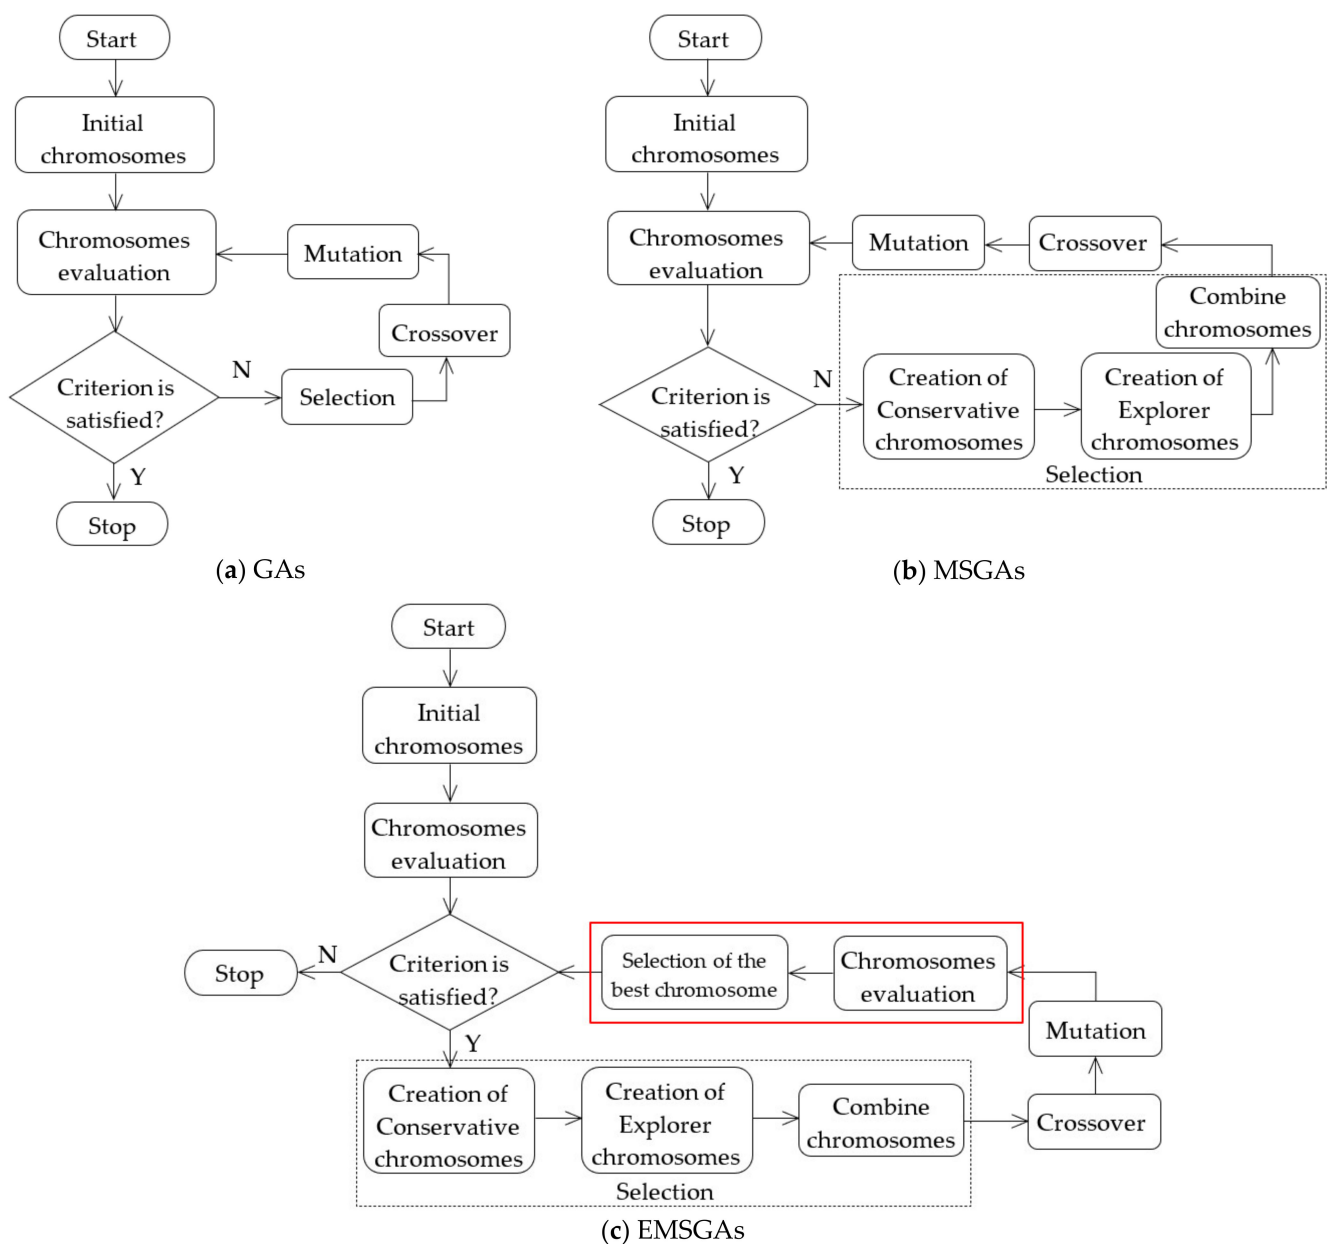 Start
Initial
chromosomes
Chromosomes
evaluation
Mutation
Crossover
Criterion is
satisfied?
N
Selection
Y
Stop
(a) GAs
Start
Initial
chromosomes
Chromosomes
evaluation
Mutation
Crossover
Combine
chromosomes
Criterion is
satisfied?
N
Creation of
Conservative
chromosomes
Creation of
Explorer
chromosomes
Selection
Y
Stop
(b) MSGAs
Start
Initial
chromosomes
Chromosomes
evaluation
Stop
N
Criterion is
satisfied?
Selection of the
best chromosome
Chromosomes
evaluation
Mutation
Y
Creation of
Conservative
chromosomes
Creation of
Explorer
chromosomes
Combine
chromosomes
Crossover
Selection
(c) EMSGAs